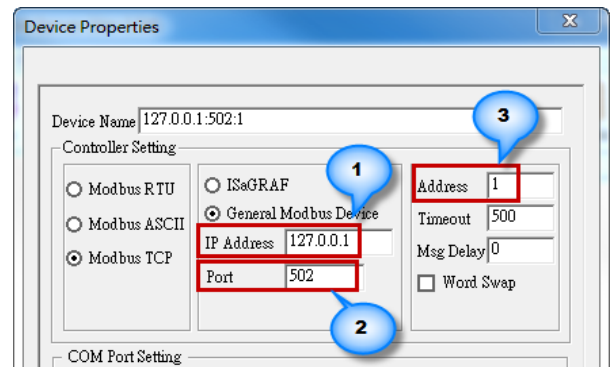 Device Properties
x
Device Name 127.0.0.1:502:1
3
Controller Setting
1
Modbus RTU
ISaGRAF
Address 1
Modbus ASCII
General Modbus Device
Timeout 500
IP Address 127.0.0.1
Modbus TCP
Msg Delay 0
Port 502
Word Swap
2
COM Port Setting